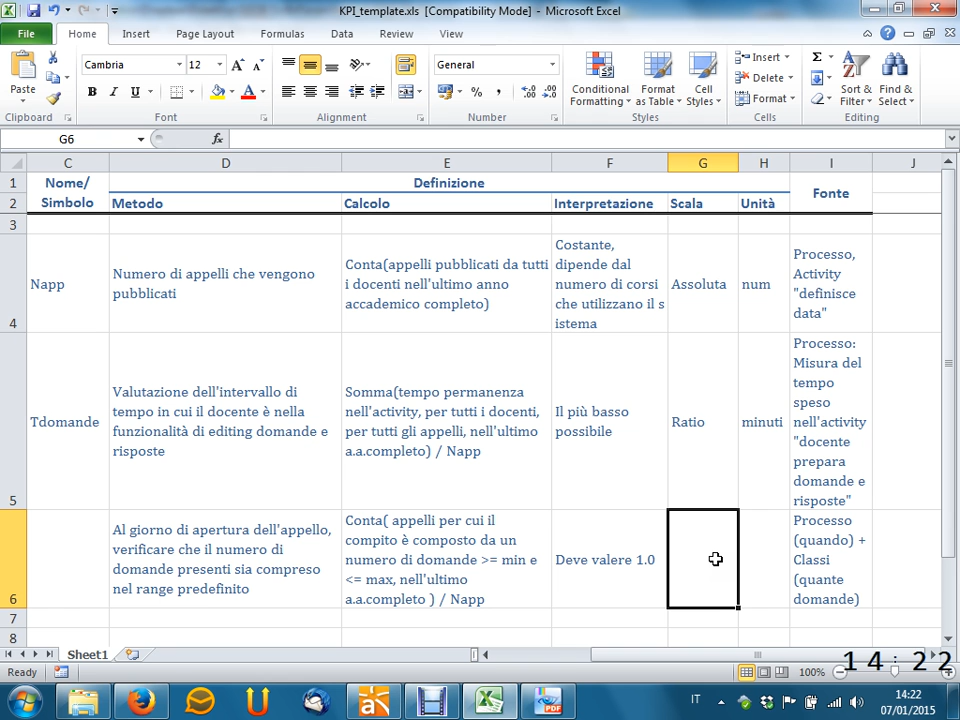 KPI_template.xls [Compatibility Mode] - Microsoft Excel
File Home Insert Page Layout Formulas Data Review View
Cambria 12 General
Paste
Conditional Formatting
Format as Table
Cell Styles
Insert
Delete
Format
Sort & Filter
Find & Select
Clipboard Font Alignment Number Styles Cells Editing
G6 fx
C D E F G H I J
1 Nome/ Simbolo Definizione Fonte
2 Metodo Calcolo Interpretazione Scala Unità
3
4
Napp
Numero di appelli che vengono
pubblicati
Conta(appelli pubblicati da tutti
i docenti nell'ultimo anno
accademico completo)
Costante,
dipende dal
numero di corsi
che utilizzano il s
istema
Assoluta
num
Processo,
Activity
"definisce
data"
5
Tdomande
Valutazione dell'intervallo di
tempo in cui il docente è nella
funzionalità di editing domande e
risposte
Somma(tempo permanenza
nell'activity, per tutti i docenti,
per tutti gli appelli, nell'ultimo
a.a.completo) / Napp
Il più basso
possibile
Ratio
minuti
Processo:
Misura del
tempo
speso
nell'activity
"docente
prepara
domande e
risposte"
6
Al giorno di apertura dell'appello,
verificare che il numero di
domande presenti sia compreso
nel range predefinito
Conta( appelli per cui il
compito è composto da un
numero di domande >= min e
<= max, nell'ultimo
a.a.completo ) / Napp
Deve valere 1.0
Processo
(quando) +
Classi
(quante
domande)
7
8
Sheet1
Ready 100%
14:22
IT 14:22
07/01/2015